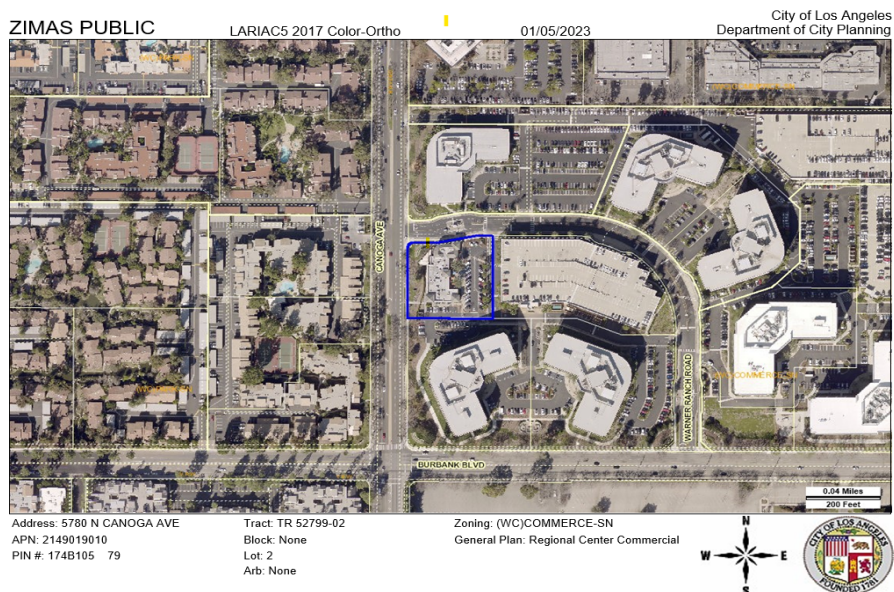 ZIMAS PUBLIC
LARIAC5 2017 Color-Ortho
01/05/2023
City of Los Angeles
Department of City Planning
CANOGA AVE
WARNER RANCH ROAD
BURBANK BLVD
0.04 Miles
200 Feet
Address: 5780 N CANOGA AVE
APN: 2149019010
PIN #: 174B105 79
Tract: TR 52799-02
Block: None
Lot: 2
Arb: None
Zoning: (WC)COMMERCE-SN
General Plan: Regional Center Commercial
N
W
E
S
CITY OF LOS ANGELES
FOUNDED 1781